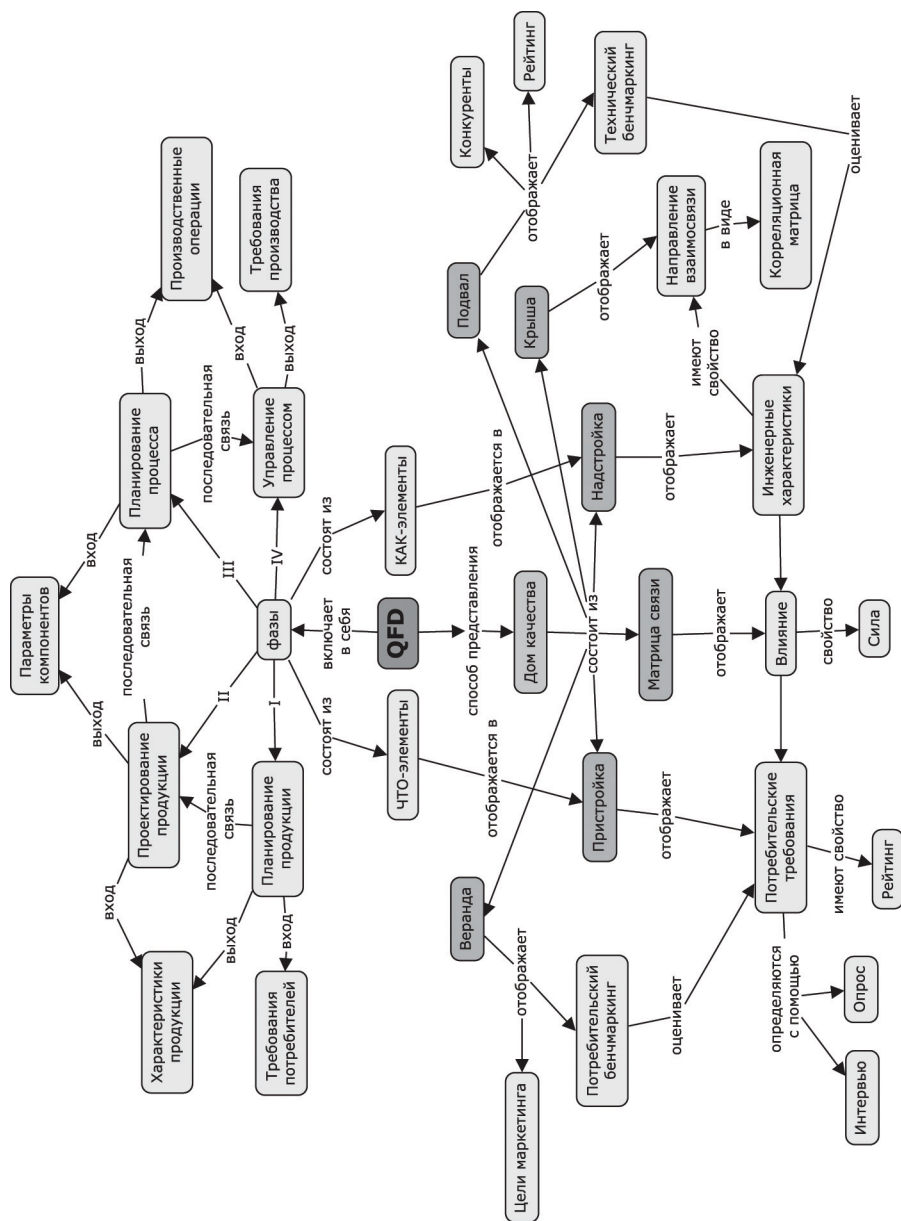 Параметры
компонентов
выход
вход
Проектирование
продукции
последовательная
связь
Планирование
процесса
вход
выход
Характеристики
продукции
Производственные
операции
последовательная
связь
последовательная
связь
II
III
выход
вход
Планирование
продукции
I
фазы
IV
Управление
процессом
вход
выход
Требования
потребителей
Требования
производства
состоят из
включает
в себя
состоят из
ЧТО-элементы
QFD
КАК-элементы
способ представления
отображается в
отображается в
Веранда
Дом качества
Подвал
Конкуренты
отображает
отображает
Рейтинг
Цели маркетинга
Крыша
состоит из
Пристройка
Надстройка
Потребительский
бенчмаркинг
Технический
бенчмаркинг
отображает
Матрица связи
отображает
отображает
Направление
взаимосвязи
оценивает
отображает
имеют
свойство
в виде
Потребительские
требования
Влияние
Инженерные
характеристики
Корреляционная
матрица
определяются
с помощью
имеют свойство
свойство
оценивает
Интервью
Опрос
Рейтинг
Сила